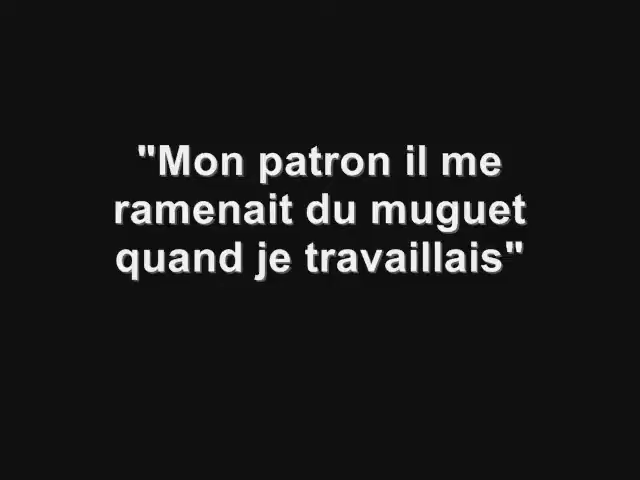 "Mon patron il me
ramenait du muguet
quand je travaillais"